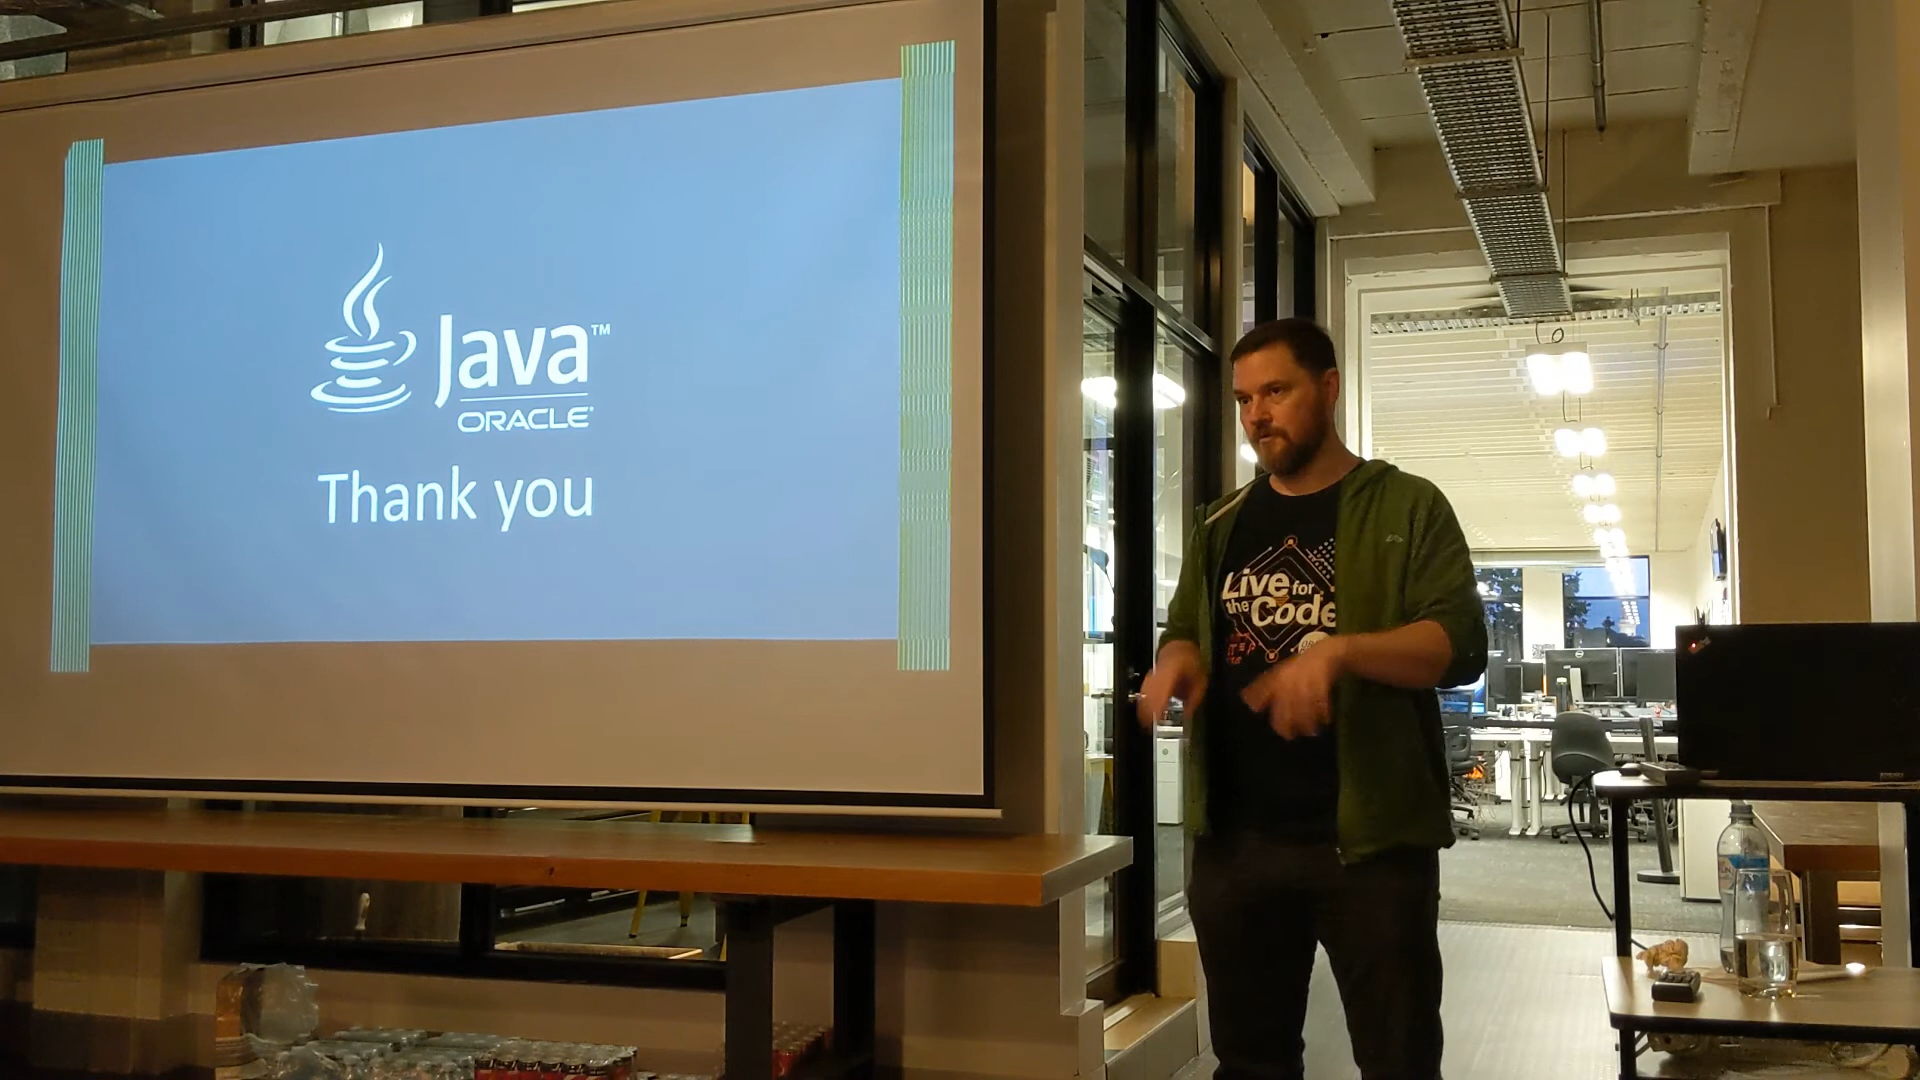 Java™
ORACLE®
Thank you
Live for
the Code